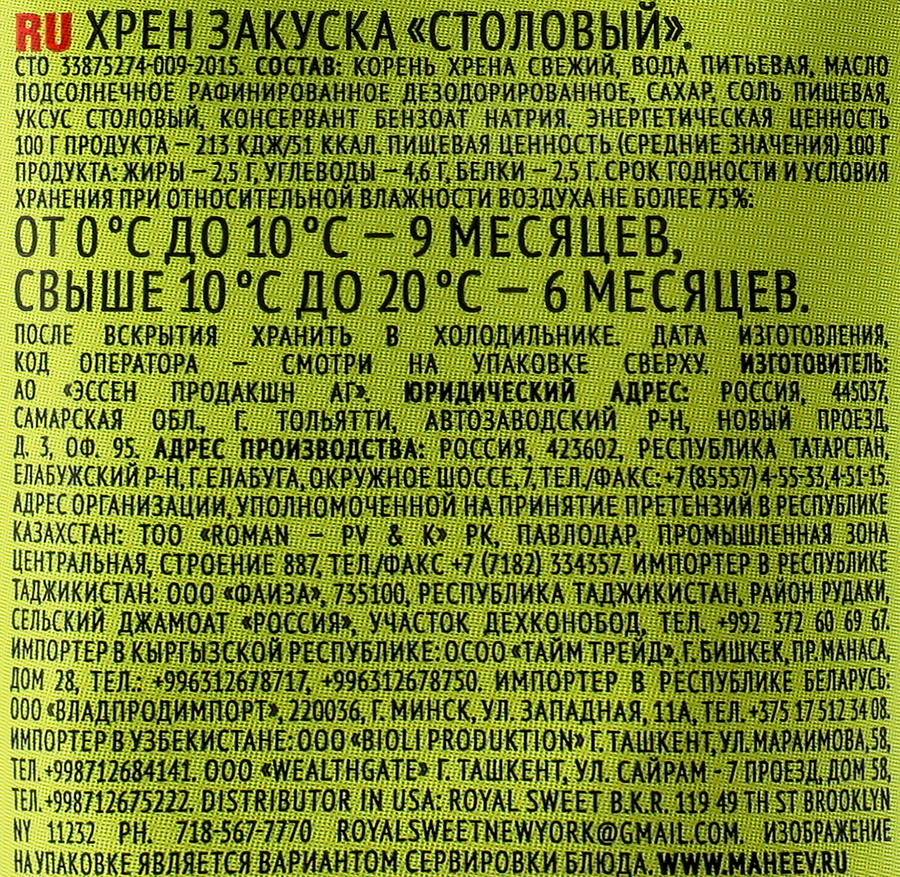 RU ХРЕН ЗАКУСКА «СТОЛОВЫЙ».
СТО 33875274-009-2015. СОСТАВ: КОРЕНЬ ХРЕНА СВЕЖИЙ, ВОДА ПИТЬЕВАЯ, МАСЛО
ПОДСОЛНЕЧНОЕ РАФИНИРОВАННОЕ ДЕЗОДОРИРОВАННОЕ, САХАР, СОЛЬ ПИЩЕВАЯ,
УКСУС СТОЛОВЫЙ, КОНСЕРВАНТ БЕНЗОАТ НАТРИЯ. ЭНЕРГЕТИЧЕСКАЯ ЦЕННОСТЬ
100 Г ПРОДУКТА – 213 КДЖ/51 ККАЛ. ПИЩЕВАЯ ЦЕННОСТЬ (СРЕДНИЕ ЗНАЧЕНИЯ) 100 Г
ПРОДУКТА: ЖИРЫ – 2,5 Г, УГЛЕВОДЫ – 4,6 Г, БЕЛКИ – 2,5 Г. СРОК ГОДНОСТИ И УСЛОВИЯ
ХРАНЕНИЯ ПРИ ОТНОСИТЕЛЬНОЙ ВЛАЖНОСТИ ВОЗДУХА НЕ БОЛЕЕ 75%:
ОТ 0 °С ДО 10 °С – 9 МЕСЯЦЕВ,
СВЫШЕ 10 °С ДО 20 °С – 6 МЕСЯЦЕВ.
ПОСЛЕ ВСКРЫТИЯ ХРАНИТЬ В ХОЛОДИЛЬНИКЕ. ДАТА ИЗГОТОВЛЕНИЯ,
КОД ОПЕРАТОРА – СМОТРИ НА УПАКОВКЕ СВЕРХУ. ИЗГОТОВИТЕЛЬ:
АО «ЭССЕН ПРОДАКШН АГ». ЮРИДИЧЕСКИЙ АДРЕС: РОССИЯ, 445037,
САМАРСКАЯ ОБЛ., Г. ТОЛЬЯТТИ, АВТОЗАВОДСКИЙ Р-Н, НОВЫЙ ПРОЕЗД,
Д. 3, ОФ. 95. АДРЕС ПРОИЗВОДСТВА: РОССИЯ, 423602, РЕСПУБЛИКА ТАТАРСТАН,
ЕЛАБУЖСКИЙ Р-Н, Г. ЕЛАБУГА, ОКРУЖНОЕ ШОССЕ, 7, ТЕЛ./ФАКС: +7 (85557) 4-55-33, 4-51-15.
АДРЕС ОРГАНИЗАЦИИ, УПОЛНОМОЧЕННОЙ НА ПРИНЯТИЕ ПРЕТЕНЗИЙ В РЕСПУБЛИКЕ
КАЗАХСТАН: ТОО «ROMAN – PV & K» РК, ПАВЛОДАР, ПРОМЫШЛЕННАЯ ЗОНА
ЦЕНТРАЛЬНАЯ, СТРОЕНИЕ 887, ТЕЛ/ФАКС +7 (7182) 334357. ИМПОРТЕР В РЕСПУБЛИКЕ
ТАДЖИКИСТАН: ООО «ФАИЗА», 735100, РЕСПУБЛИКА ТАДЖИКИСТАН, РАЙОН РУДАКИ,
СЕЛЬСКИЙ ДЖАМОАТ «РОССИЯ», УЧАСТОК ДЕХКОНОБОД, ТЕЛ. +992 372 60 69 67.
ИМПОРТЕР В КЫРГЫЗСКОЙ РЕСПУБЛИКЕ: ОСОО «ТАЙМ ТРЕЙД», Г. БИШКЕК, ПР. МАНАСА,
ДОМ 28, ТЕЛ.: +996312678717, +996312678750. ИМПОРТЕР В РЕСПУБЛИКЕ БЕЛАРУСЬ:
ООО «ВЛАДПРОДИМПОРТ», 220036, Г. МИНСК, УЛ. ЗАПАДНАЯ, 11А, ТЕЛ. +375 17 512 34 08.
ИМПОРТЕР В УЗБЕКИСТАНЕ: ООО «BIOLI PRODUKTION» Г. ТАШКЕНТ, УЛ. МАРАИМОВА, 58,
ТЕЛ. +998712684141. ООО «WEALTHGATE» Г. ТАШКЕНТ, УЛ. САЙРАМ - 7 ПРОЕЗД, ДОМ 58,
ТЕЛ. +998712675222. DISTRIBUTOR IN USA: ROYAL SWEET B.K.R. 119 49 TH ST BROOKLYN
NY 11232 PH. 718-567-7770 ROYALSWEETNEWYORK@GMAIL.COM. ИЗОБРАЖЕНИЕ
НА УПАКОВКЕ ЯВЛЯЕТСЯ ВАРИАНТОМ СЕРВИРОВКИ БЛЮДА. WWW.MAHEEV.RU